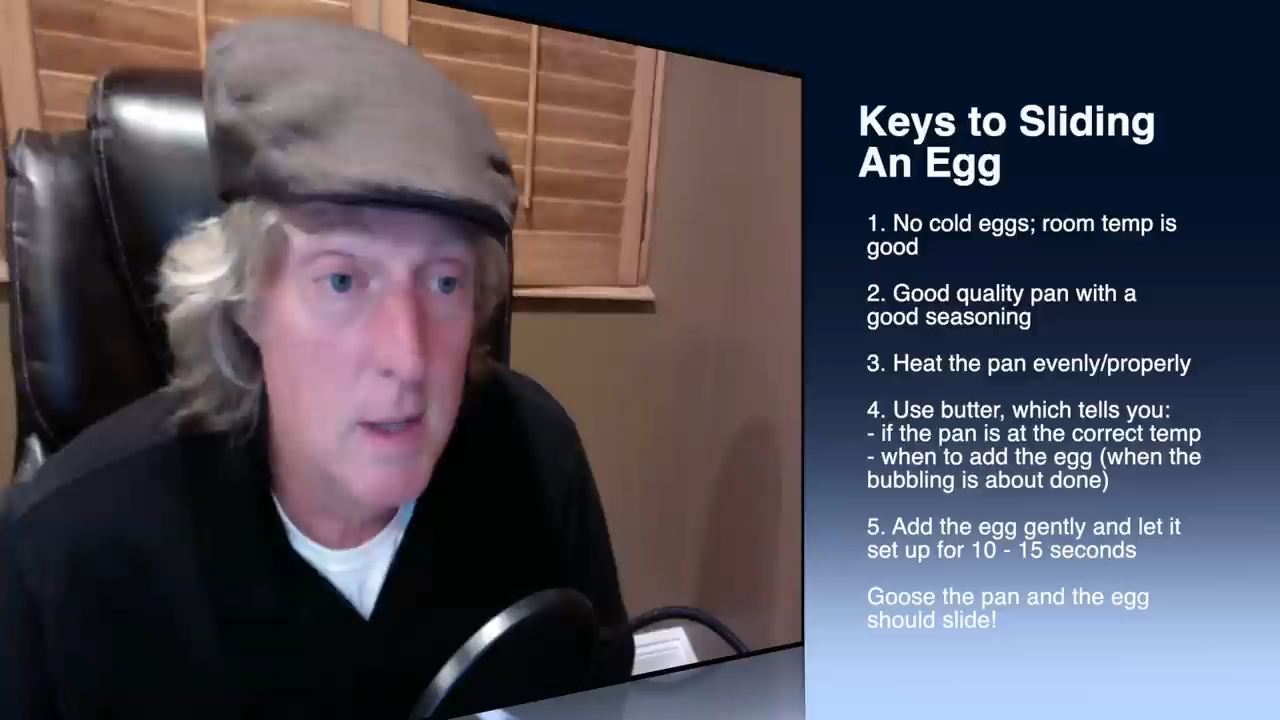 Keys to Sliding
An Egg
1. No cold eggs; room temp is
good
2. Good quality pan with a
good seasoning
3. Heat the pan evenly/properly
4. Use butter, which tells you:
- if the pan is at the correct temp
- when to add the egg (when the
bubbling is about done)
5. Add the egg gently and let it
set up for 10 - 15 seconds
Goose the pan and the egg
should slide!